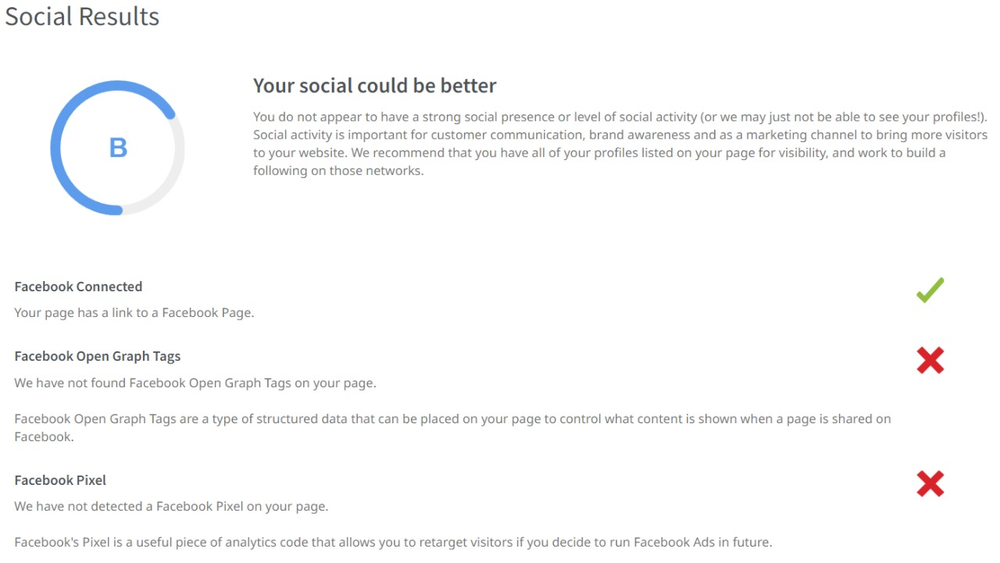 Social Results
B
Your social could be better
You do not appear to have a strong social presence or level of social activity (or we may just not be able to see your profiles!).
Social activity is important for customer communication, brand awareness and as a marketing channel to bring more visitors
to your website. We recommend that you have all of your profiles listed on your page for visibility, and work to build a
following on those networks.
Facebook Connected
Your page has a link to a Facebook Page.
Facebook Open Graph Tags
We have not found Facebook Open Graph Tags on your page.
Facebook Open Graph Tags are a type of structured data that can be placed on your page to control what content is shown when a page is shared on
Facebook.
Facebook Pixel
We have not detected a Facebook Pixel on your page.
Facebook's Pixel is a useful piece of analytics code that allows you to retarget visitors if you decide to run Facebook Ads in future.